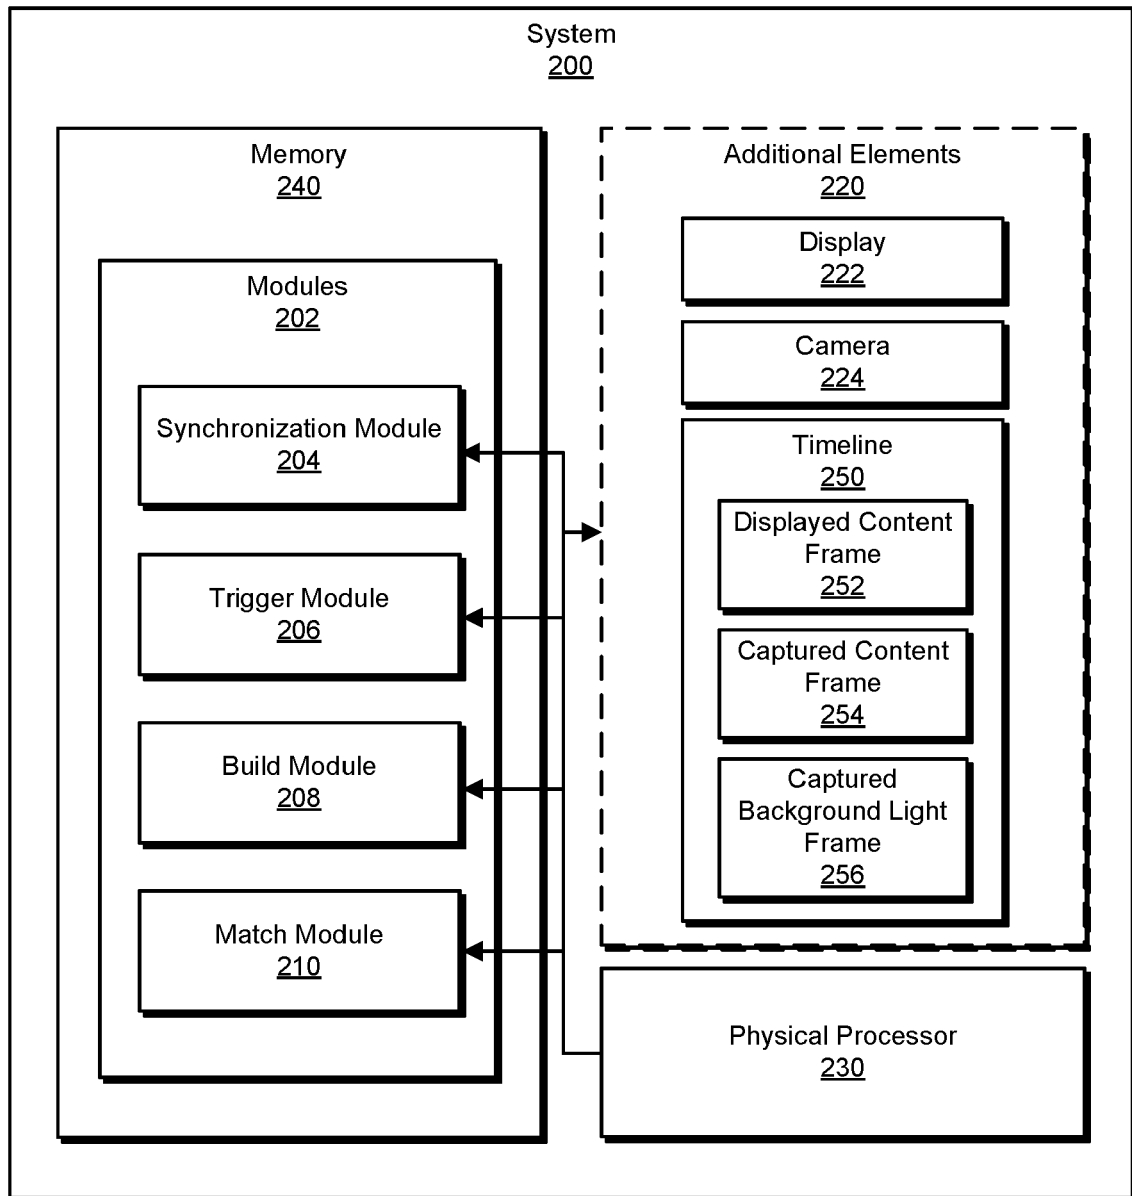 System
200
Memory
240
Modules
202
Synchronization Module
204
Trigger Module
206
Build Module
208
Match Module
210
Additional Elements
220
Display
222
Camera
224
Timeline
250
Displayed Content
Frame
252
Captured Content
Frame
254
Captured
Background Light
Frame
256
Physical Processor
230